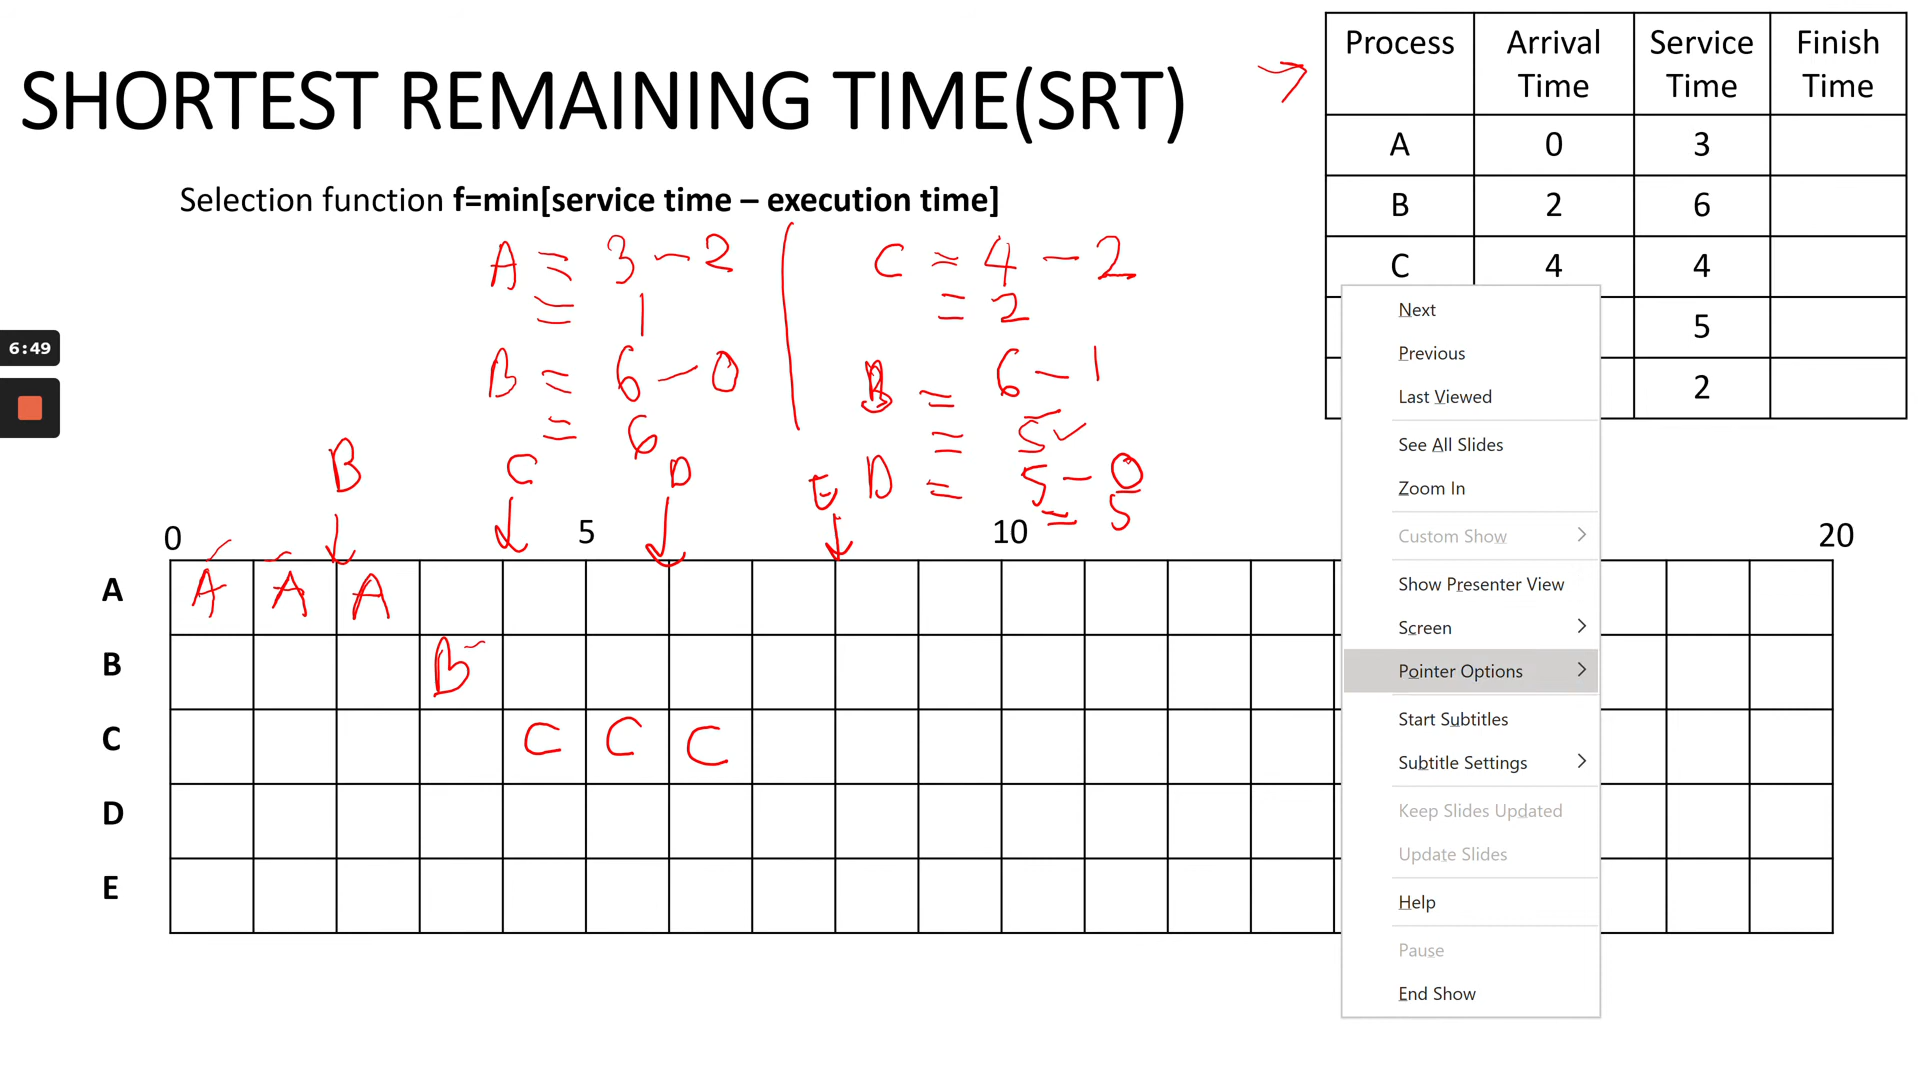 SHORTEST REMAINING TIME(SRT)
Selection function f=min[service time – execution time]
Process Arrival Time Service Time Finish Time
A 0 3
B 2 6
C 4 4
5
2
A = 3 - 2
= 1
B = 6 - 0
= 6
C = 4 - 2
= 2
B = 6 - 1
= 5 ✓
D = 5 - 0
= 5
6:49
B C D E
0 5 10 20
A A A A
B B
C C C C
D
E
Next
Previous
Last Viewed
See All Slides
Zoom In
Custom Show
Show Presenter View
Screen
Pointer Options
Start Subtitles
Subtitle Settings
Keep Slides Updated
Update Slides
Help
Pause
End Show